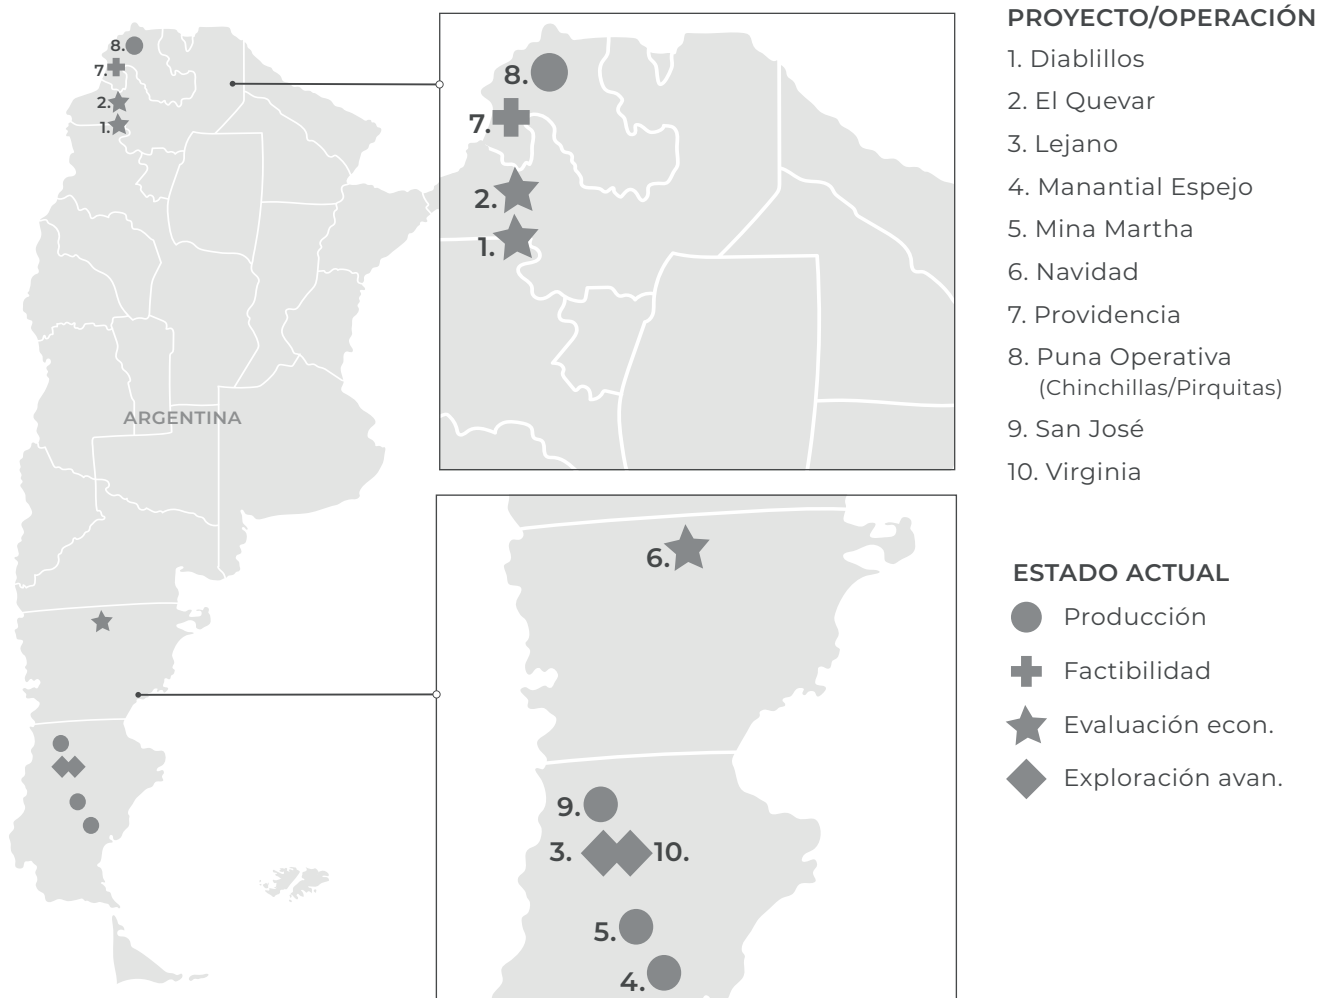 8.
7.
2.
1.
ARGENTINA
8.
7.
2.
1.
6.
9.
3.
10.
5.
4.
PROYECTO/OPERACIÓN
1. Diablillos
2. El Quevar
3. Lejano
4. Manantial Espejo
5. Mina Martha
6. Navidad
7. Providencia
8. Puna Operativa
(Chinchillas/Pirquitas)
9. San José
10. Virginia
ESTADO ACTUAL
Producción
Factibilidad
Evaluación econ.
Exploración avan.